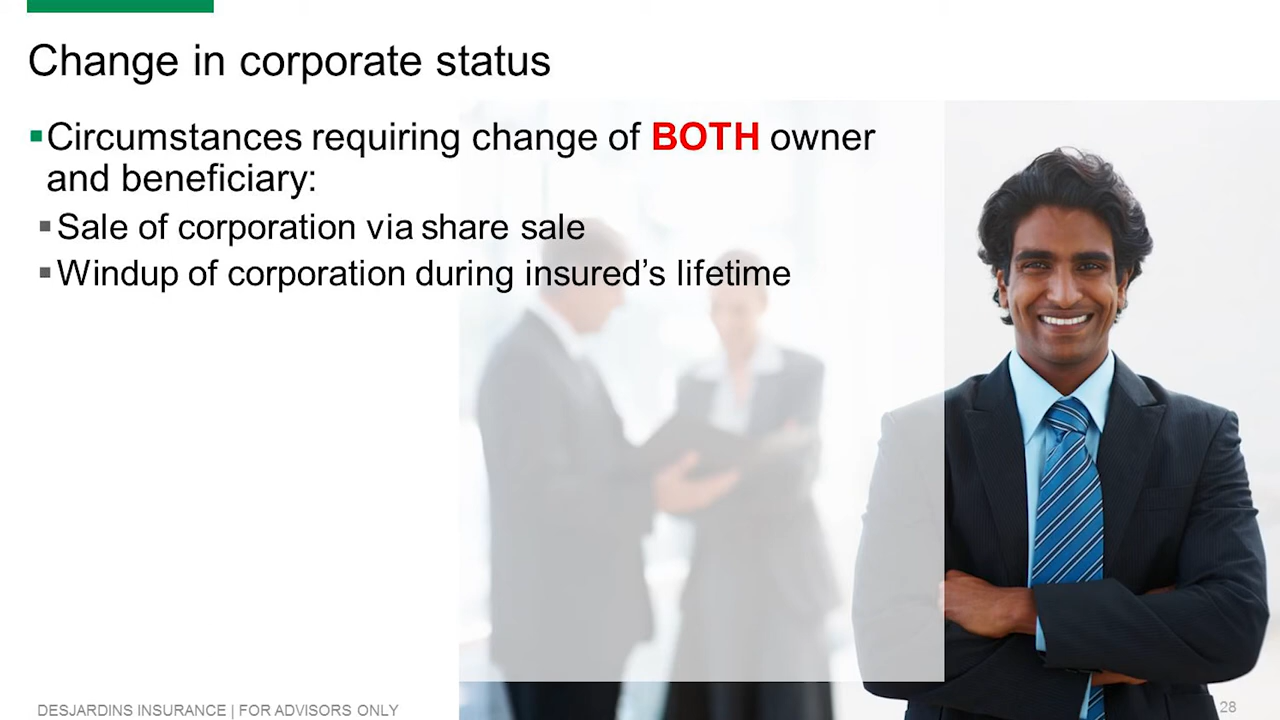 Change in corporate status
▪Circumstances requiring change of BOTH owner
and beneficiary:
▪Sale of corporation via share sale
▪Windup of corporation during insured’s lifetime
DESJARDINS INSURANCE | FOR ADVISORS ONLY
28